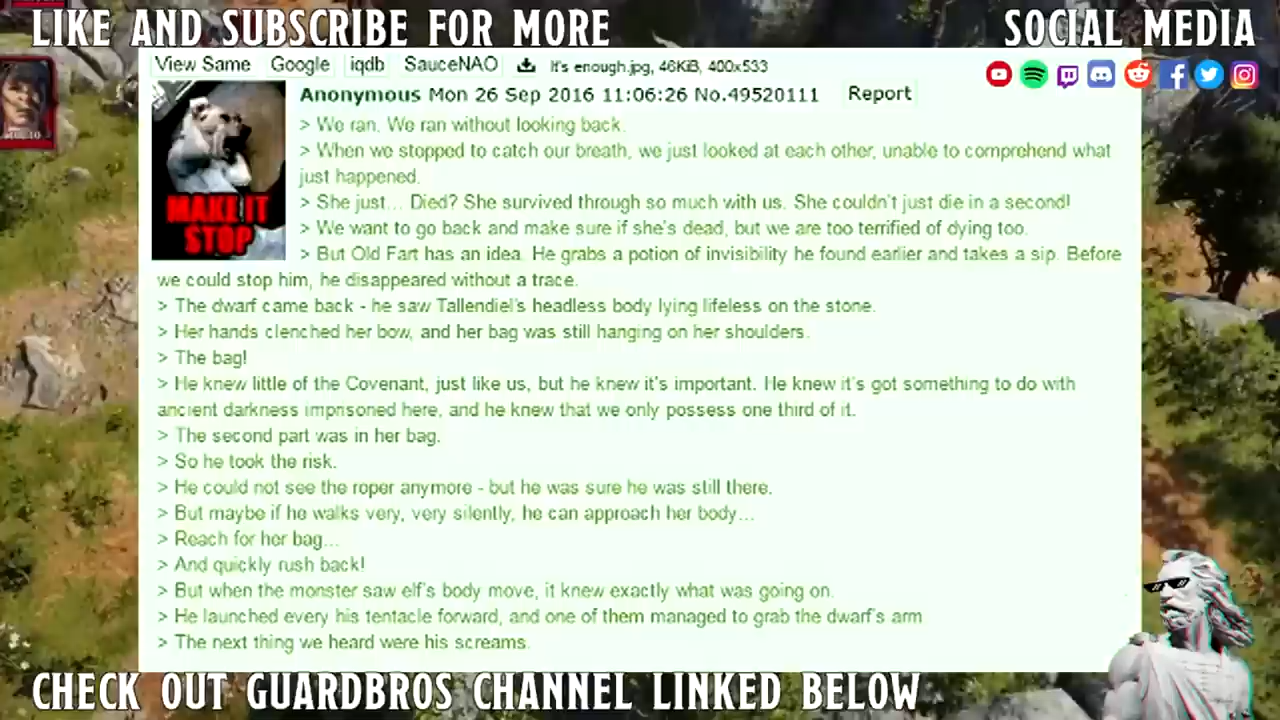 LIKE AND SUBSCRIBE FOR MORE
SOCIAL MEDIA
View Same Google iqdb SauceNAO It's enough.jpg, 46KiB, 400x533
Anonymous Mon 26 Sep 2016 11:06:26 No.49520111 Report
MAKE IT
STOP
> We ran. We ran without looking back.
> When we stopped to catch our breath, we just looked at each other, unable to comprehend what
just happened.
> She just... Died? She survived through so much with us. She couldn't just die in a second!
> We want to go back and make sure if she's dead, but we are too terrified of dying too.
> But Old Fart has an idea. He grabs a potion of invisibility he found earlier and takes a sip. Before
we could stop him, he disappeared without a trace.
> The dwarf came back - he saw Tallendiel's headless body lying lifeless on the stone.
> Her hands clenched her bow, and her bag was still hanging on her shoulders.
> The bag!
> He knew little of the Covenant, just like us, but he knew it's important. He knew it's got something to do with
ancient darkness imprisoned here, and he knew that we only possess one third of it.
> The second part was in her bag.
> So he took the risk.
> He could not see the roper anymore - but he was sure he was still there.
> But maybe if he walks very, very silently, he can approach her body...
> Reach for her bag...
> And quickly rush back!
> But when the monster saw elf's body move, it knew exactly what was going on.
> He launched every his tentacle forward, and one of them managed to grab the dwarf's arm
> The next thing we heard were his screams.
CHECK OUT GUARDBROS CHANNEL LINKED BELOW